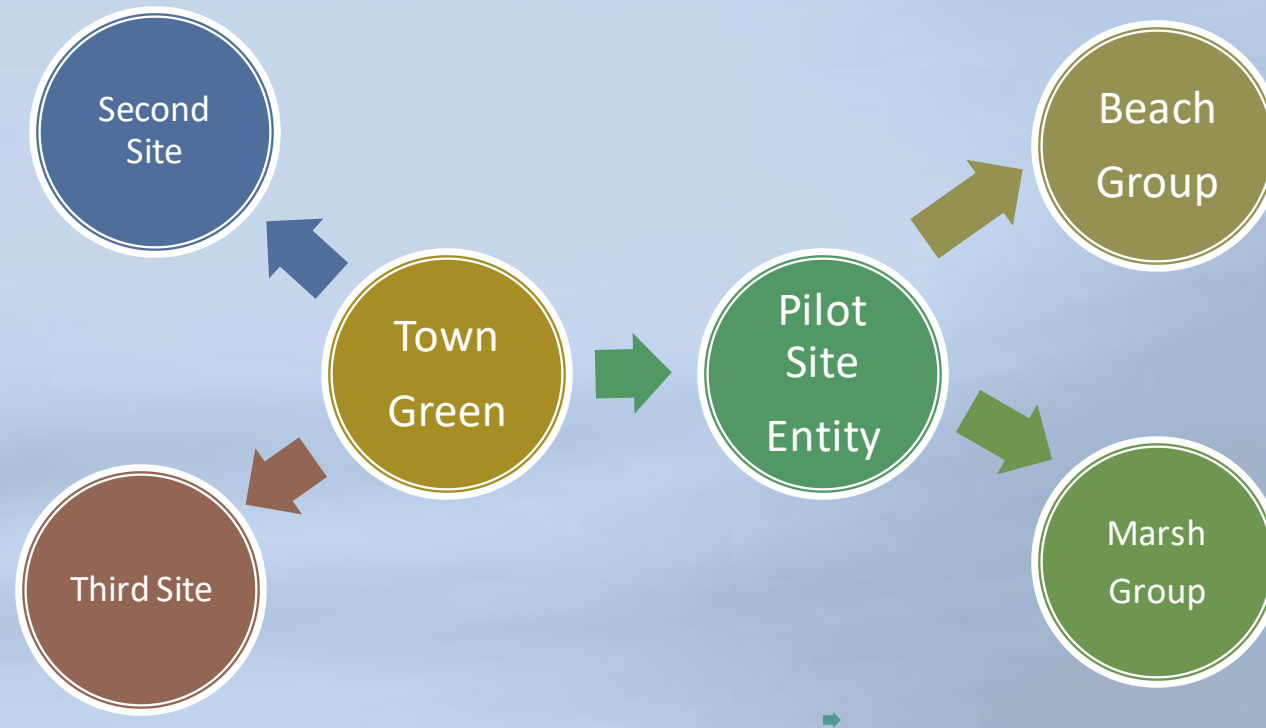 Second
Site
Beach
Group
Town
Green
Pilot
Site
Entity
Third Site
Marsh
Group